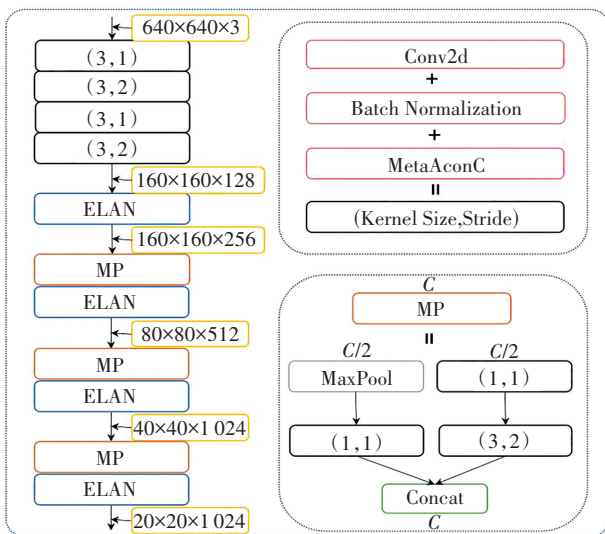 640×640×3
(3,1)
(3,2)
(3,1)
(3,2)
160×160×128
ELAN
160×160×256
MP
ELAN
80×80×512
MP
ELAN
40×40×1 024
MP
ELAN
20×20×1 024
Conv2d
+
Batch Normalization
+
MetaAconC
=
(Kernel Size,Stride)
C
MP
=
C/2 C/2
MaxPool (1,1)
(1,1) (3,2)
Concat
C